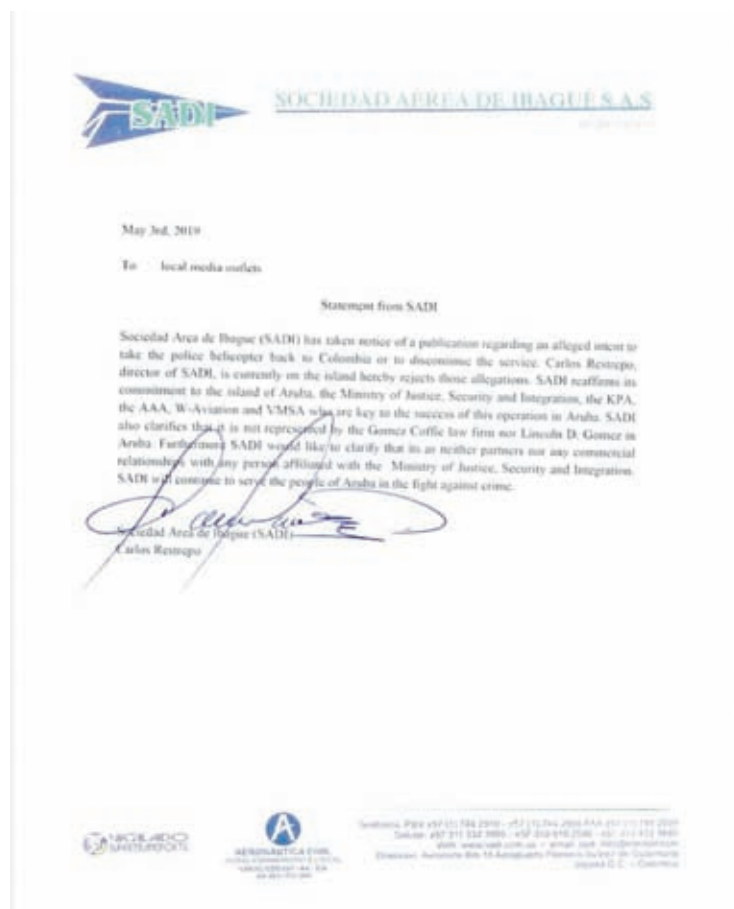 SADI
SOCIEDAD AÉREA DE IBAGUÉ S.A.S
May 3rd, 2019
To local media outlets
Statement from SADI
Sociedad Area de Ibague (SADI) has taken notice of a publication regarding an alleged intent to
take the police helicopter back to Colombia or to discontinue the service. Carlos Restrepo,
director of SADI, is currently on the island hereby rejects those allegations. SADI reaffirms its
commitment to the island of Aruba, the Ministry of Justice, Security and Integration, the KPA,
the AAA, W-Aviation and VMSA who are key to the success of this operation in Aruba. SADI
also clarifies that it is not represented by the Gomez Coffie law firm nor Lincoln D. Gomez in
Aruba. Furthermore SADI would like to clarify that its as neither partners nor any commercial
relationships with any person affiliated with the Ministry of Justice, Security and Integration.
SADI will continue to serve the people of Aruba in the fight against crime.
Sociedad Area de Ibague (SADI)
Carlos Restrepo
VIGILADO
SUPERTRANSPORTE
AERONAUTICA CIVIL